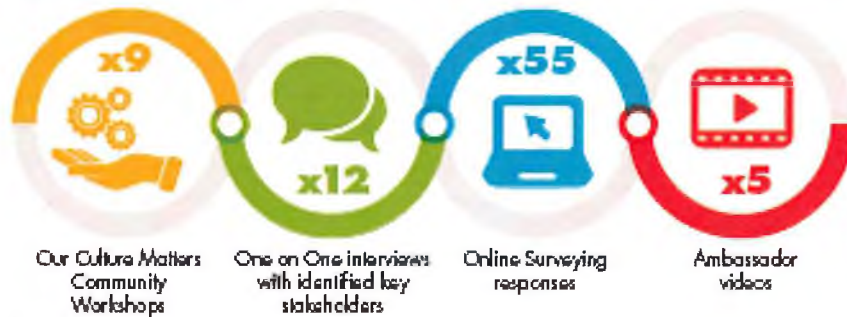 x9
Our Culture Matters
Community
Workshops
x12
One on One interviews
with identified key
stakeholders
x55
Online Surveying
responses
x5
Ambassador
videos